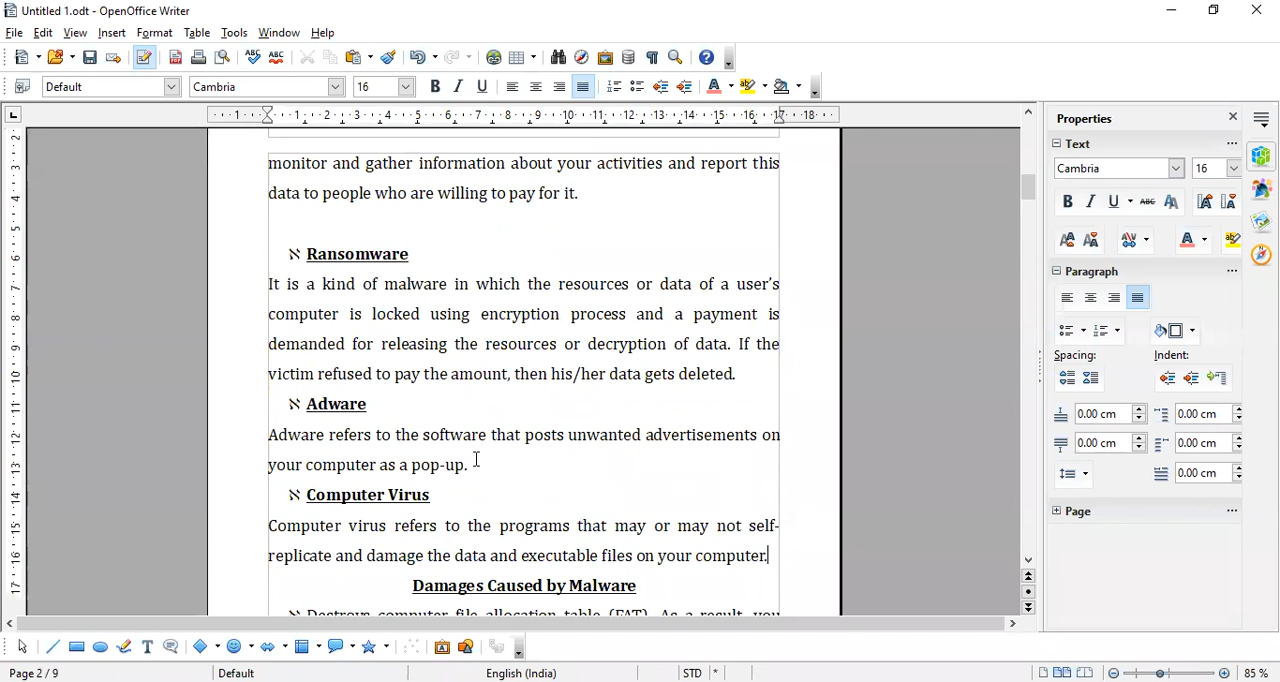 Untitled 1.odt - OpenOffice Writer
File Edit View Insert Format Table Tools Window Help
Default Cambria 16
monitor and gather information about your activities and report this
data to people who are willing to pay for it.
Ransomware
It is a kind of malware in which the resources or data of a user's
computer is locked using encryption process and a payment is
demanded for releasing the resources or decryption of data. If the
victim refused to pay the amount, then his/her data gets deleted.
Adware
Adware refers to the software that posts unwanted advertisements on
your computer as a pop-up.
Computer Virus
Computer virus refers to the programs that may or may not self-
replicate and damage the data and executable files on your computer.
Damages Caused by Malware
Destroys computer file allocation table (FAT). As a result, you
Properties
Text
Cambria 16
Paragraph
Spacing: Indent:
0.00 cm 0.00 cm
0.00 cm 0.00 cm
0.00 cm
Page
Page 2 / 9 Default English (India) STD * 85 %